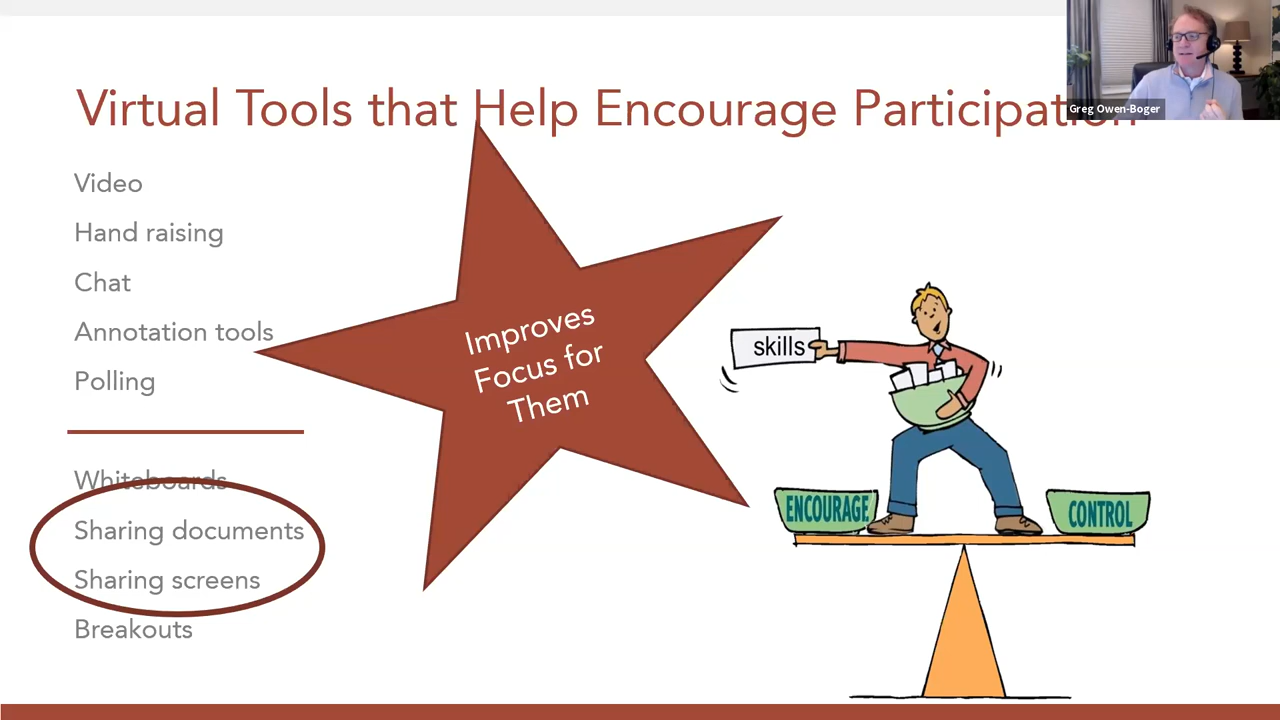 Virtual Tools that Help Encourage Participation
Greg Owen-Boger
Video
Hand raising
Chat
Annotation tools
Polling
Whiteboards
Sharing documents
Sharing screens
Breakouts
Improves
Focus for
Them
skills
ENCOURAGE
CONTROL